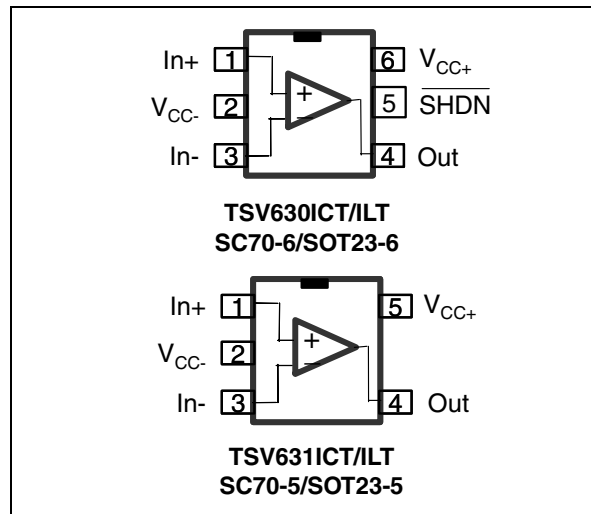 In+ 1 6 VCC+
VCC- 2 + 5 SHDN
In- 3 − 4 Out
TSV630ICT/ILT
SC70-6/SOT23-6
In+ 1 5 VCC+
VCC- 2 +
In- 3 − 4 Out
TSV631ICT/ILT
SC70-5/SOT23-5